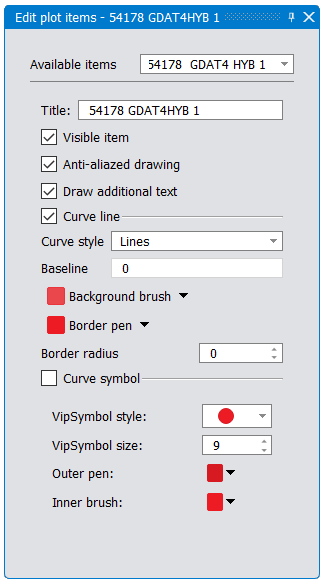 Edit plot items - 54178 GDAT4HYB 1
Available items 54178 GDAT4 HYB 1
Title: 54178 GDAT4HYB 1
Visible item
Anti-aliazed drawing
Draw additional text
Curve line
Curve style Lines
Baseline 0
Background brush
Border pen
Border radius 0
Curve symbol
VipSymbol style:
VipSymbol size: 9
Outer pen:
Inner brush: